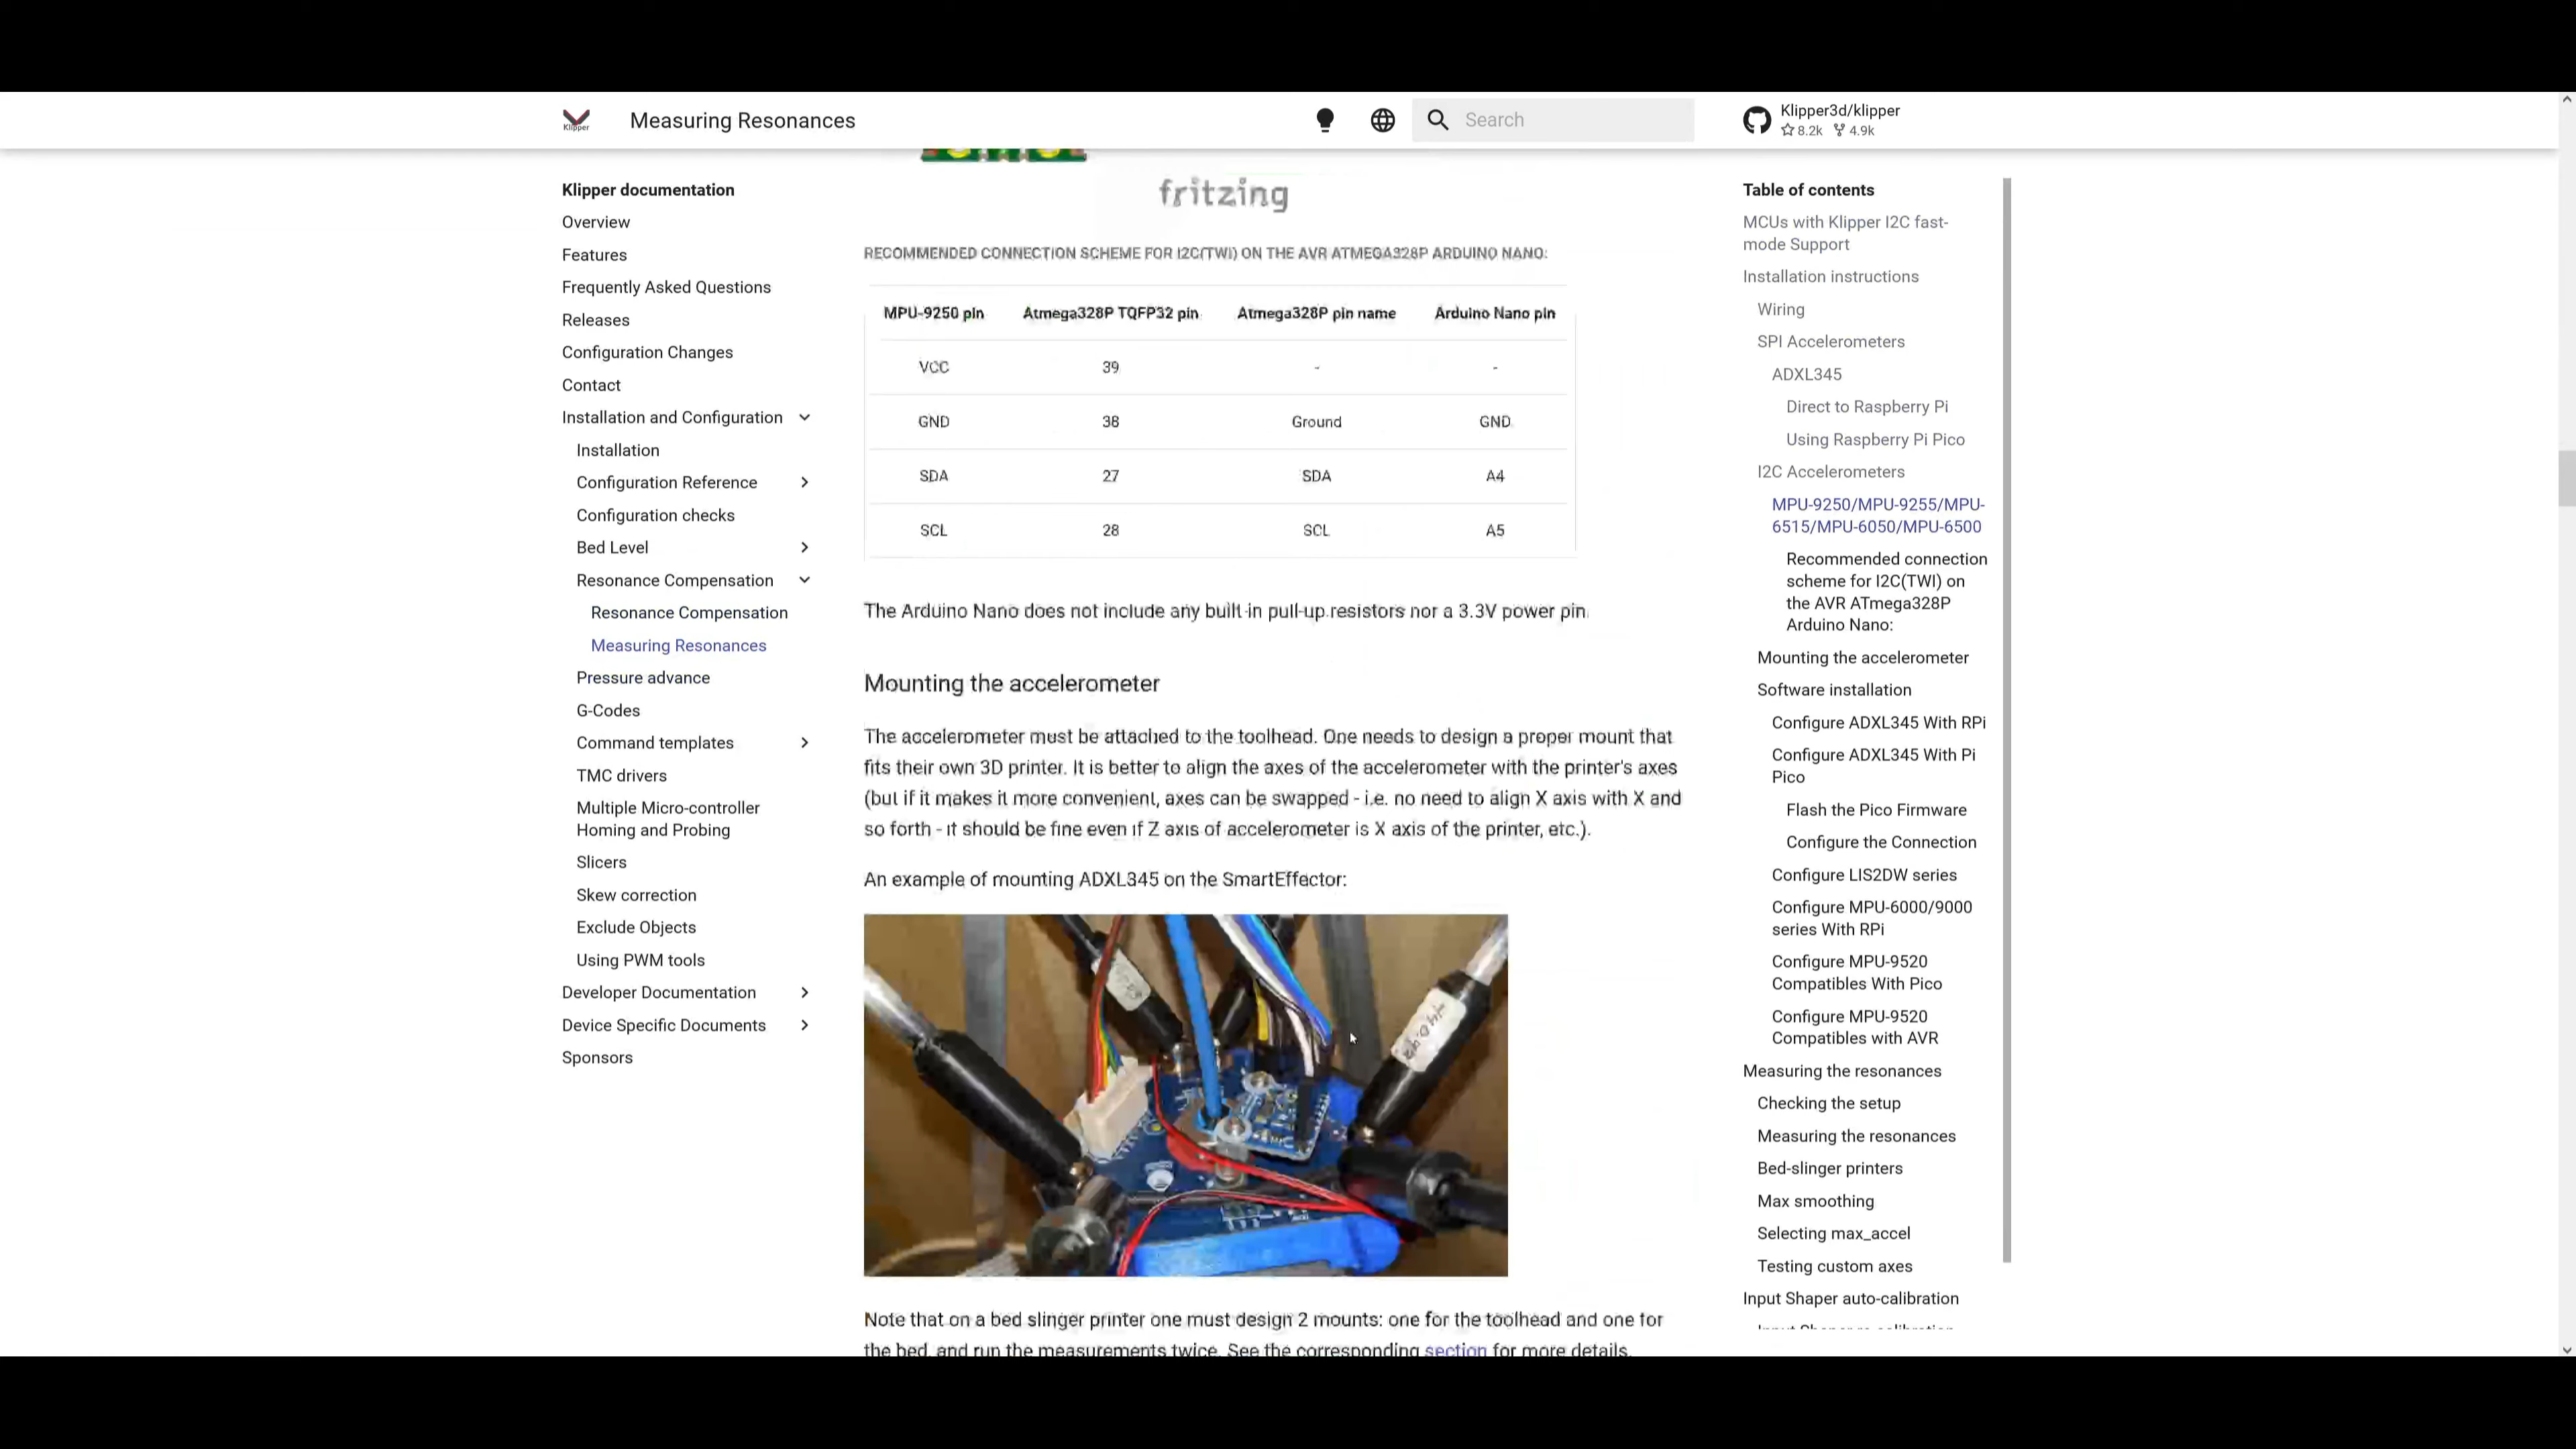 Klipper
Measuring Resonances
Search
Klipper3d/klipper
8.2k 4.9k
Klipper documentation
Overview
Features
Frequently Asked Questions
Releases
Configuration Changes
Contact
Installation and Configuration
Installation
Configuration Reference
Configuration checks
Bed Level
Resonance Compensation
Resonance Compensation
Measuring Resonances
Pressure advance
G-Codes
Command templates
TMC drivers
Multiple Micro-controller
Homing and Probing
Slicers
Skew correction
Exclude Objects
Using PWM tools
Developer Documentation
Device Specific Documents
Sponsors
fritzing
RECOMMENDED CONNECTION SCHEME FOR I2C(TWI) ON THE AVR ATMEGA328P ARDUINO NANO:
MPU-9250 pin Atmega328P TQFP32 pin Atmega328P pin name Arduino Nano pin
VCC 39 - -
GND 38 Ground GND
SDA 27 SDA A4
SCL 28 SCL A5
The Arduino Nano does not include any built in pull-up resistors nor a 3.3V power pin.
Mounting the accelerometer
The accelerometer must be attached to the toolhead. One needs to design a proper mount that
fits their own 3D printer. It is better to align the axes of the accelerometer with the printer's axes
(but if it makes it more convenient, axes can be swapped - i.e. no need to align X axis with X and
so forth - it should be fine even if Z axis of accelerometer is X axis of the printer, etc.).
An example of mounting ADXL345 on the SmartEffector:
Note that on a bed slinger printer one must design 2 mounts: one for the toolhead and one for
the bed, and run the measurements twice. See the corresponding section for more details.
Table of contents
MCUs with Klipper I2C fast-
mode Support
Installation instructions
Wiring
SPI Accelerometers
ADXL345
Direct to Raspberry Pi
Using Raspberry Pi Pico
I2C Accelerometers
MPU-9250/MPU-9255/MPU-
6515/MPU-6050/MPU-6500
Recommended connection
scheme for I2C(TWI) on
the AVR ATmega328P
Arduino Nano:
Mounting the accelerometer
Software installation
Configure ADXL345 With RPi
Configure ADXL345 With Pi
Pico
Flash the Pico Firmware
Configure the Connection
Configure LIS2DW series
Configure MPU-6000/9000
series With RPi
Configure MPU-9520
Compatibles With Pico
Configure MPU-9520
Compatibles with AVR
Measuring the resonances
Checking the setup
Measuring the resonances
Bed-slinger printers
Max smoothing
Selecting max_accel
Testing custom axes
Input Shaper auto-calibration